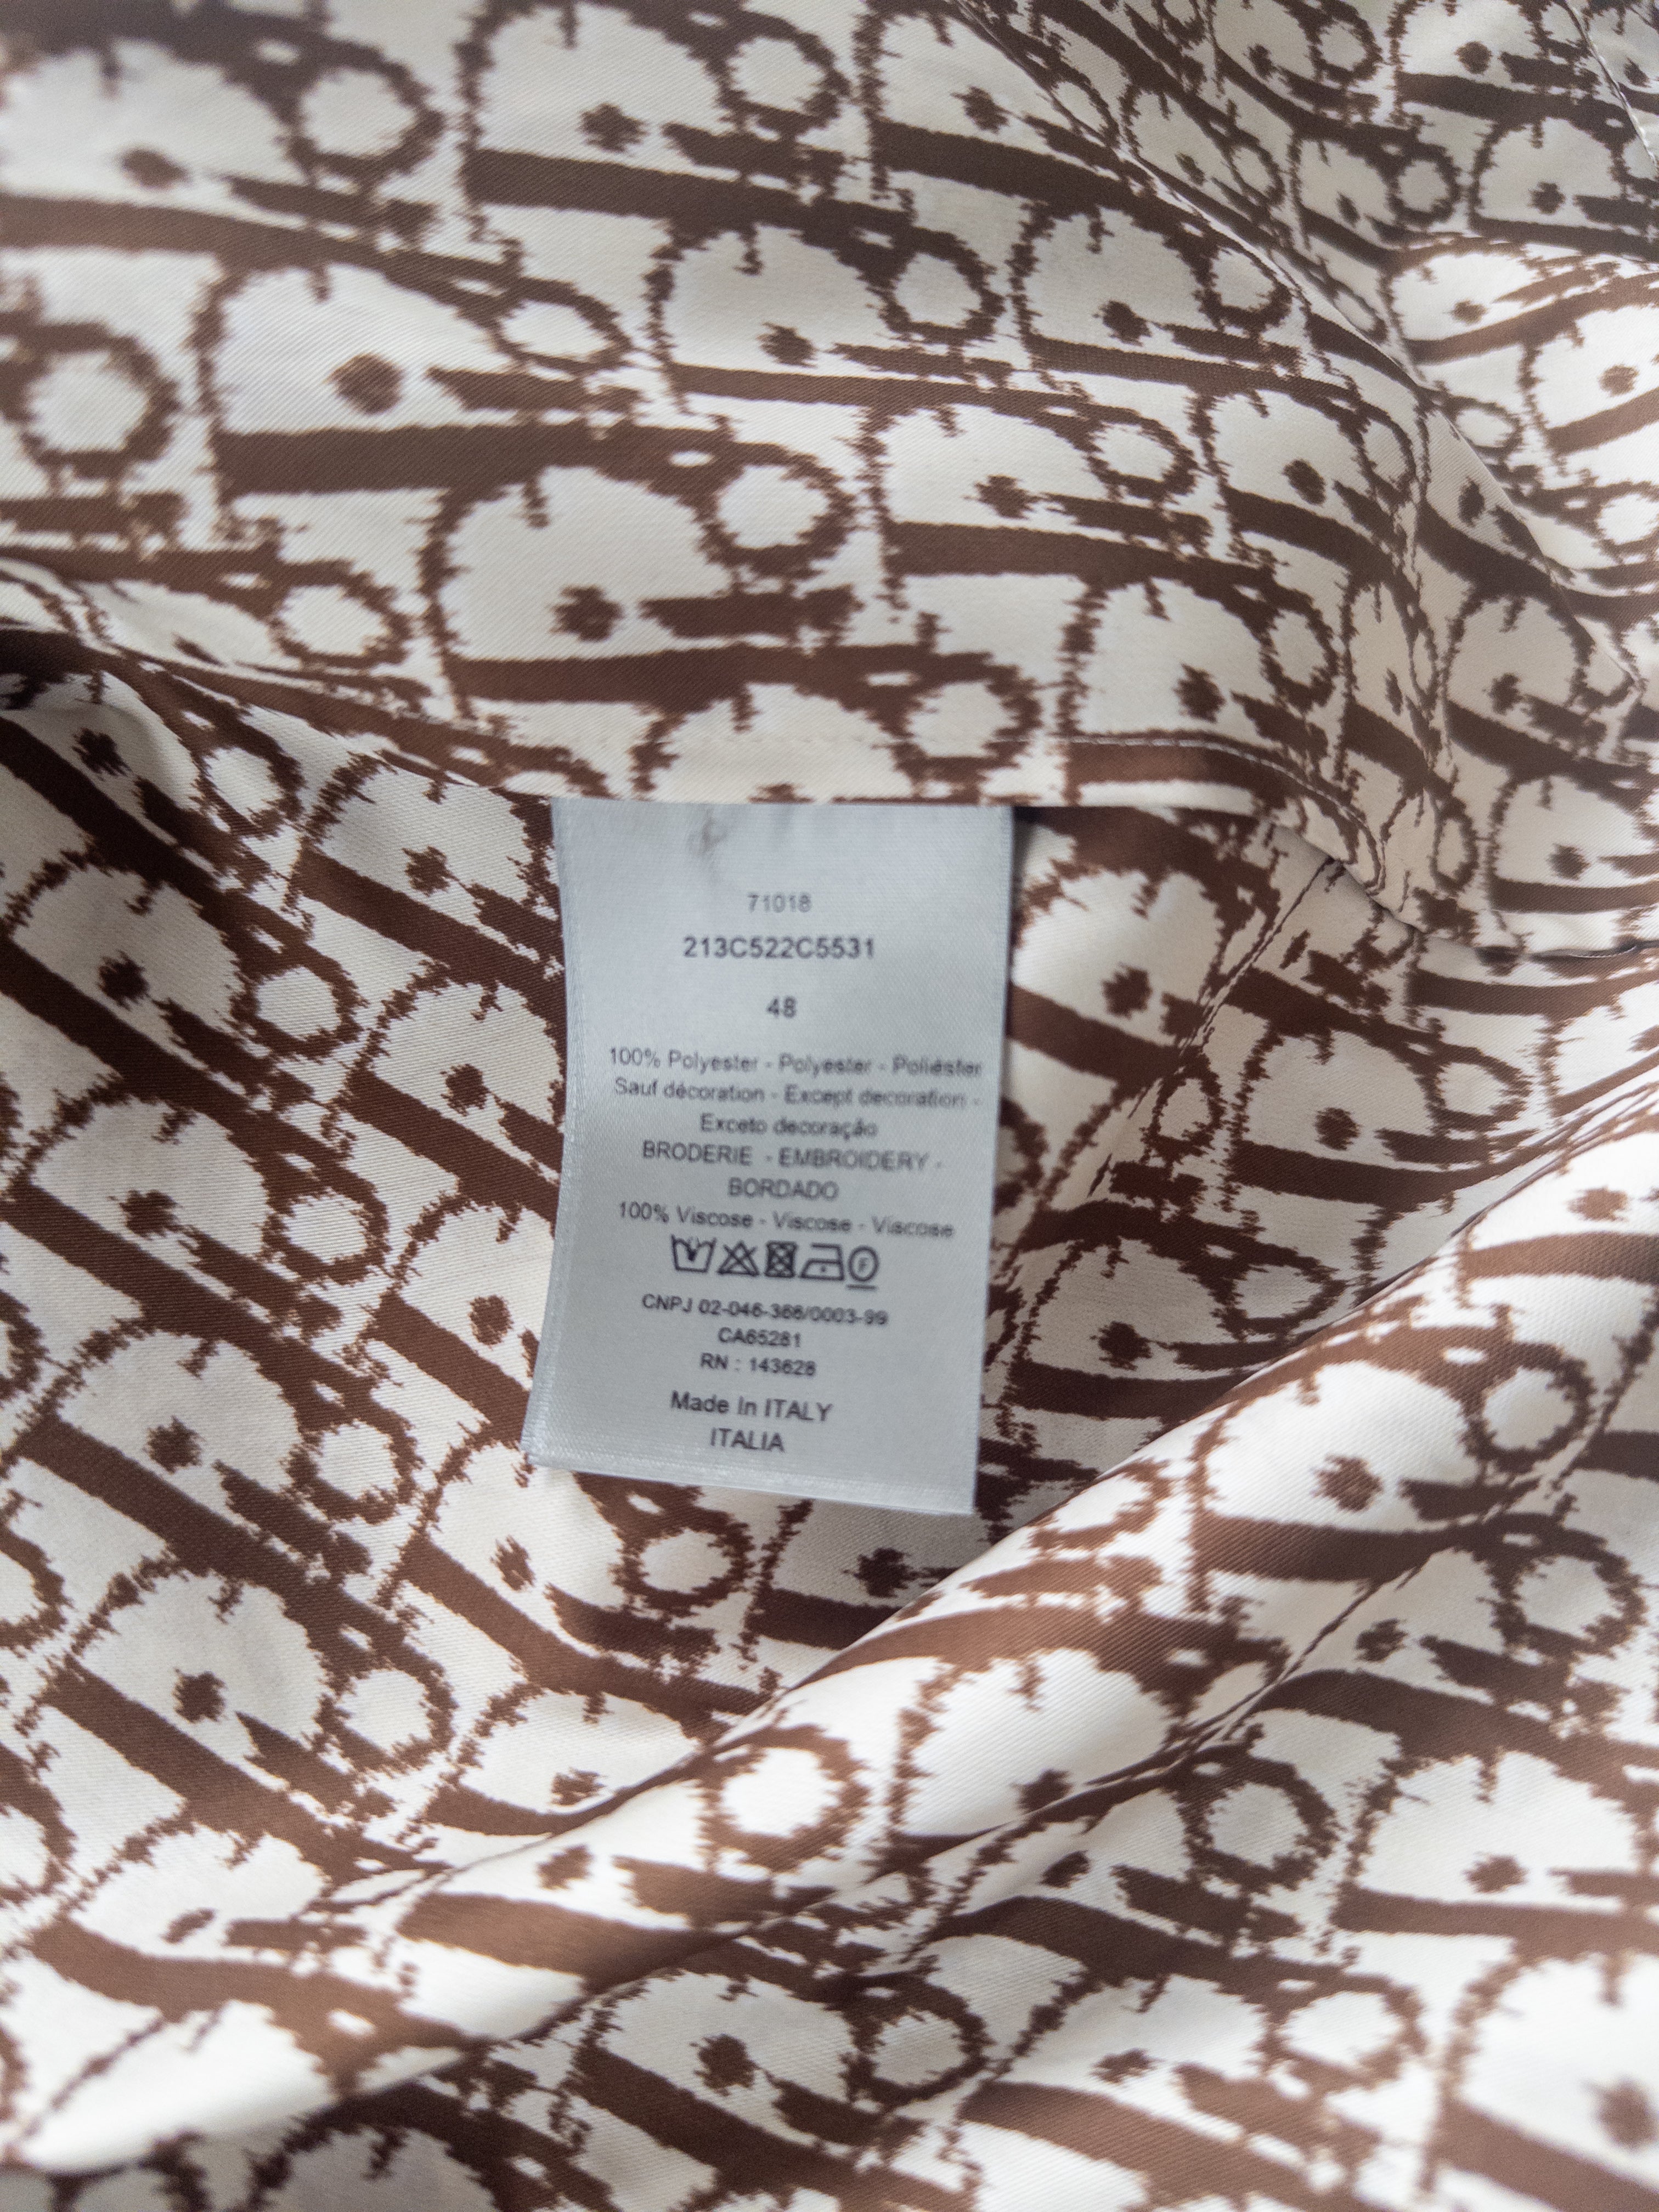 71018
213C522C5531
48
100% Polyester - Polyester - Poliéster
Sauf décoration - Except decoration -
Exceto decoração
BRODERIE - EMBROIDERY -
BORDADO
100% Viscose - Viscose - Viscose
F
CNPJ 02-046-366/0003-99
CA65281
RN : 143628
Made in ITALY
ITALIA